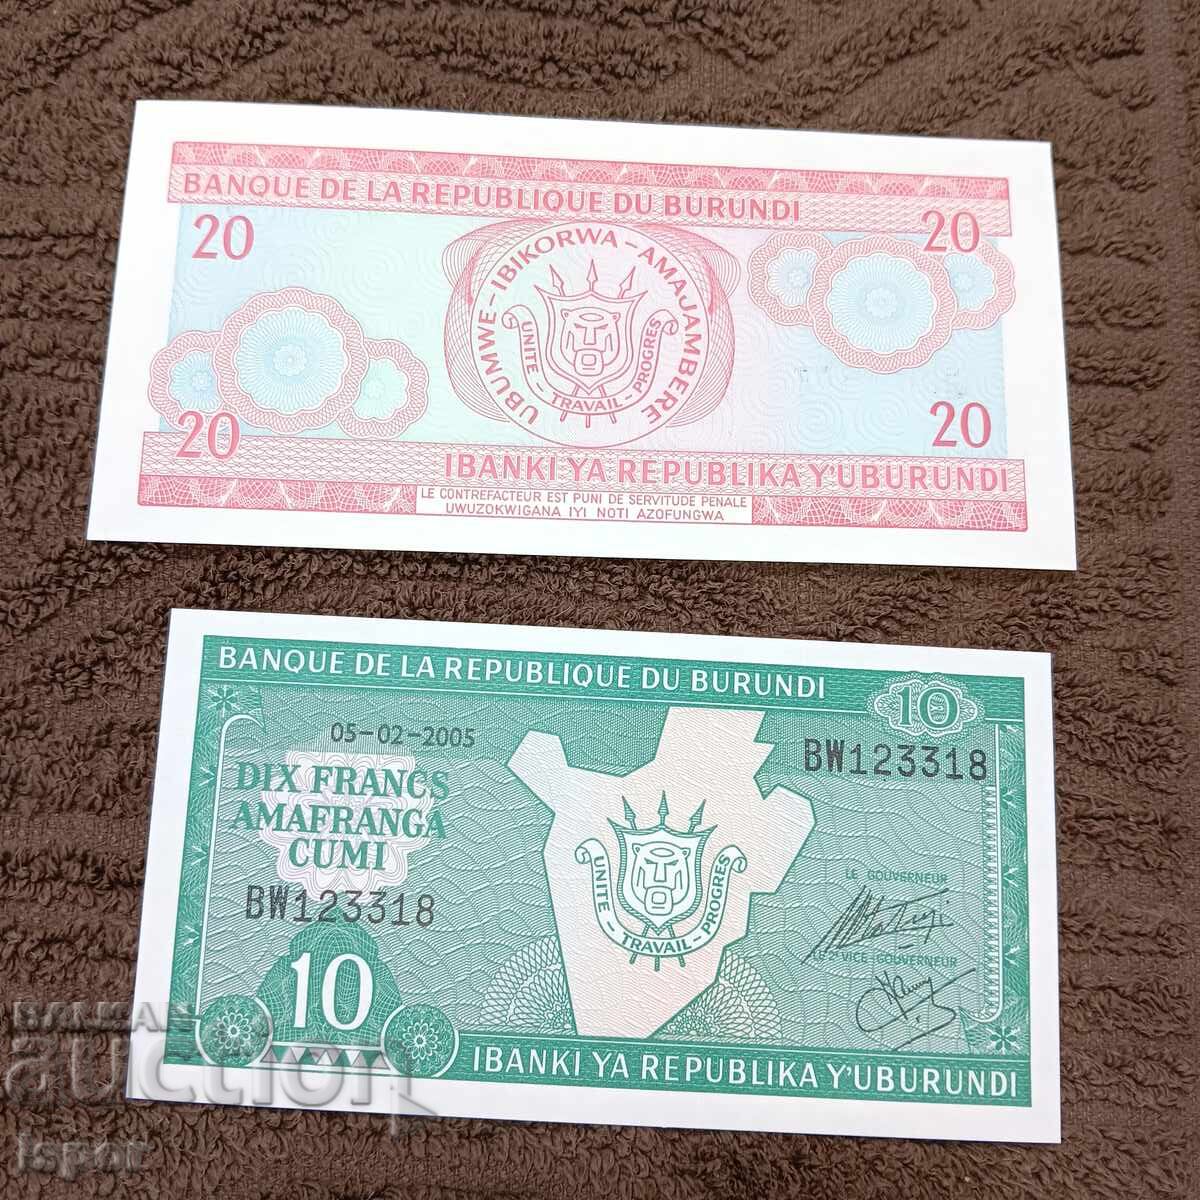 BANQUE DE LA REPUBLIQUE DU BURUNDI
20
20
UBUMWE-IBIKORWA-AMAJAMBERE
UNITE - TRAVAIL - PROGRES
20
20
IBANKI YA REPUBLIKA Y'UBURUNDI
LE CONTREFACTEUR EST PUNI DE SERVITUDE PENALE
UWUZOKWIGANA IYI NOTI AZOFUNGWA
BANQUE DE LA REPUBLIQUE DU BURUNDI
10
05-02-2005
BW123318
DIX FRANCS
AMAFRANGA
CUMI
BW123318
UNITE - TRAVAIL - PROGRES
LE GOUVERNEUR
LE 2e VICE-GOUVERNEUR
10
IBANKI YA REPUBLIKA Y'UBURUNDI
BALKAN
auction
ispor